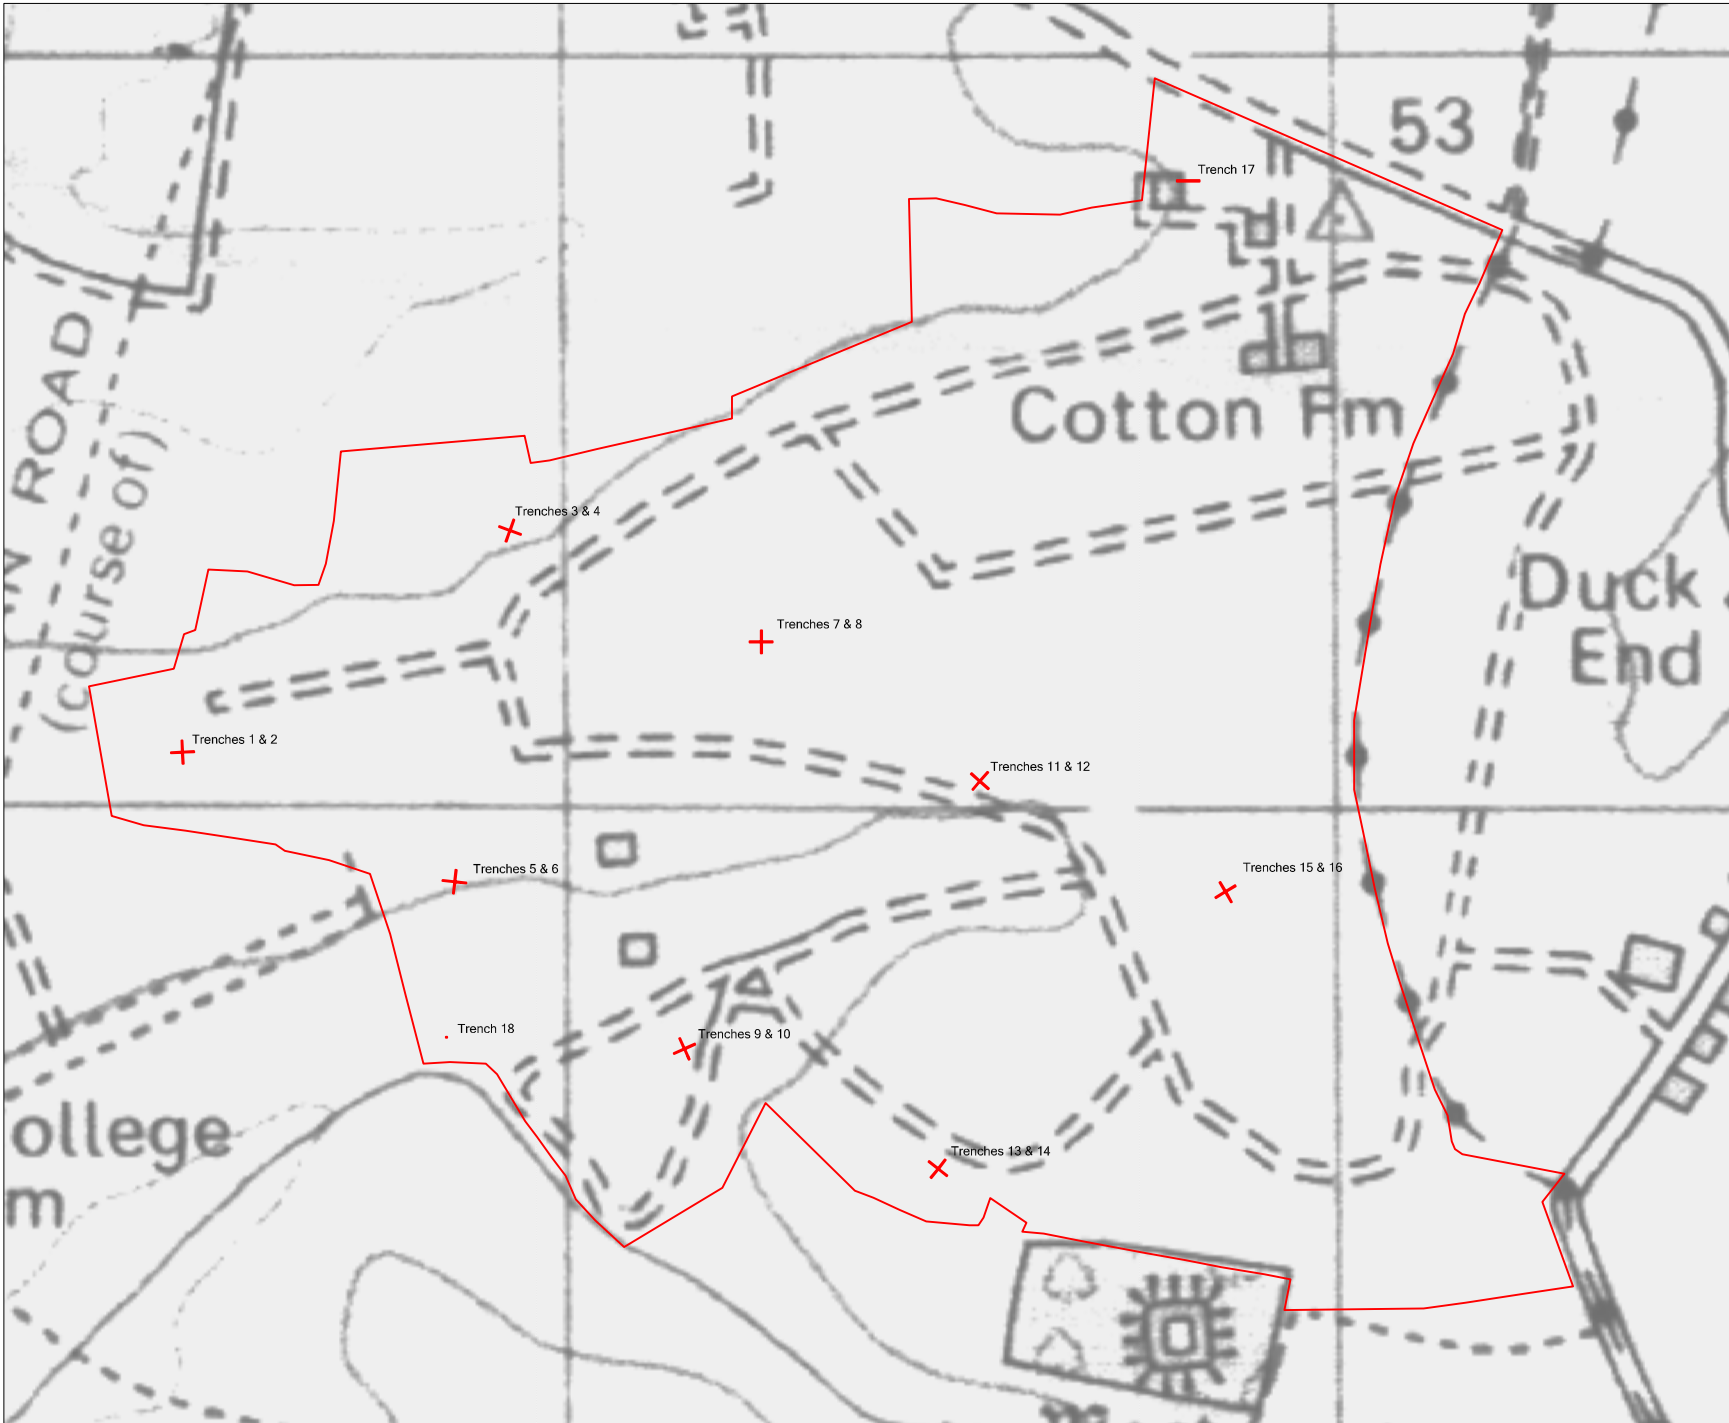 53
Trench 17
ROAD
(course of)
Cotton Fm
Trenches 3 & 4
Duck
End
Trenches 7 & 8
Trenches 1 & 2
Trenches 11 & 12
Trenches 5 & 6
Trenches 15 & 16
Trench 18
Trenches 9 & 10
ollege
m
Trenches 13 & 14